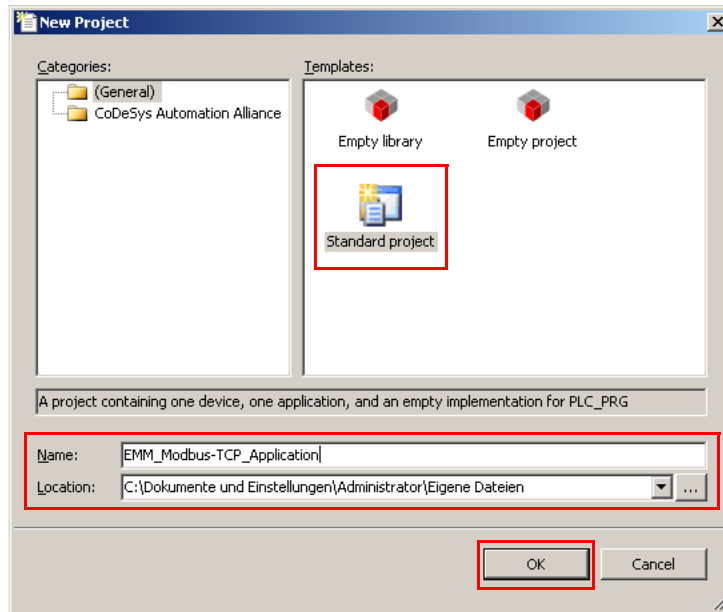 New Project
Categories:
Templates:
(General)
CoDeSys Automation Alliance
Empty library
Empty project
Standard project
A project containing one device, one application, and an empty implementation for PLC_PRG
Name:
EMM_Modbus-TCP_Application
Location:
C:\Dokumente und Einstellungen\Administrator\Eigene Dateien
...
OK
Cancel